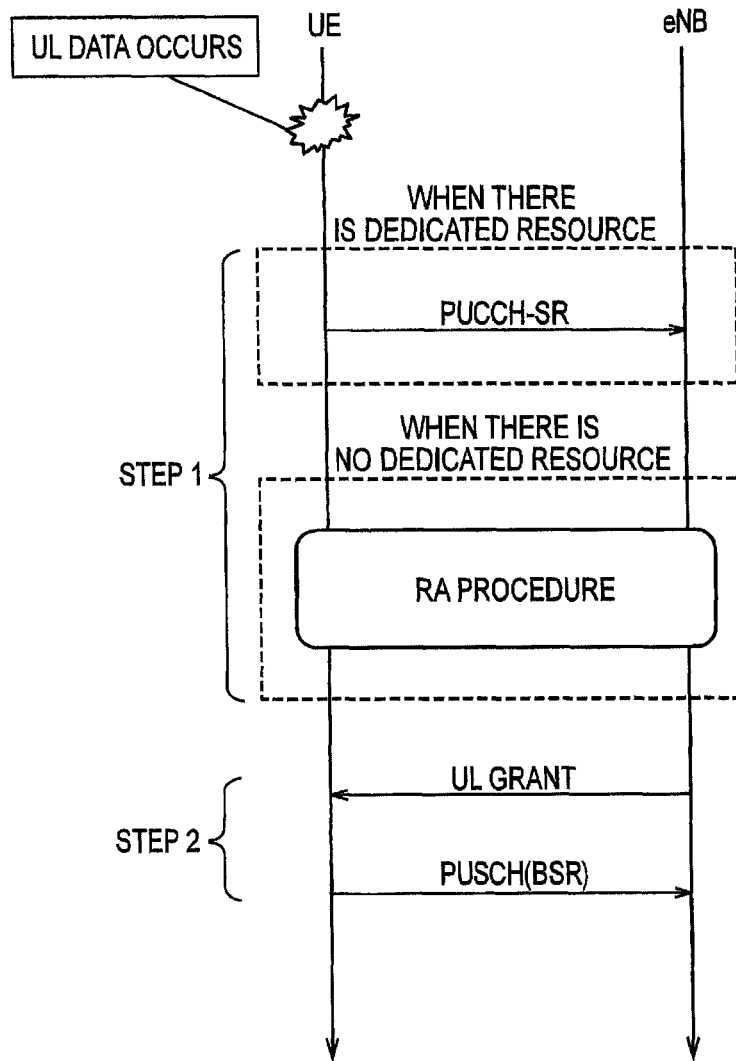 UE
eNB
UL DATA OCCURS
WHEN THERE
IS DEDICATED RESOURCE
PUCCH-SR
WHEN THERE IS
NO DEDICATED RESOURCE
STEP 1
RA PROCEDURE
UL GRANT
STEP 2
PUSCH(BSR)